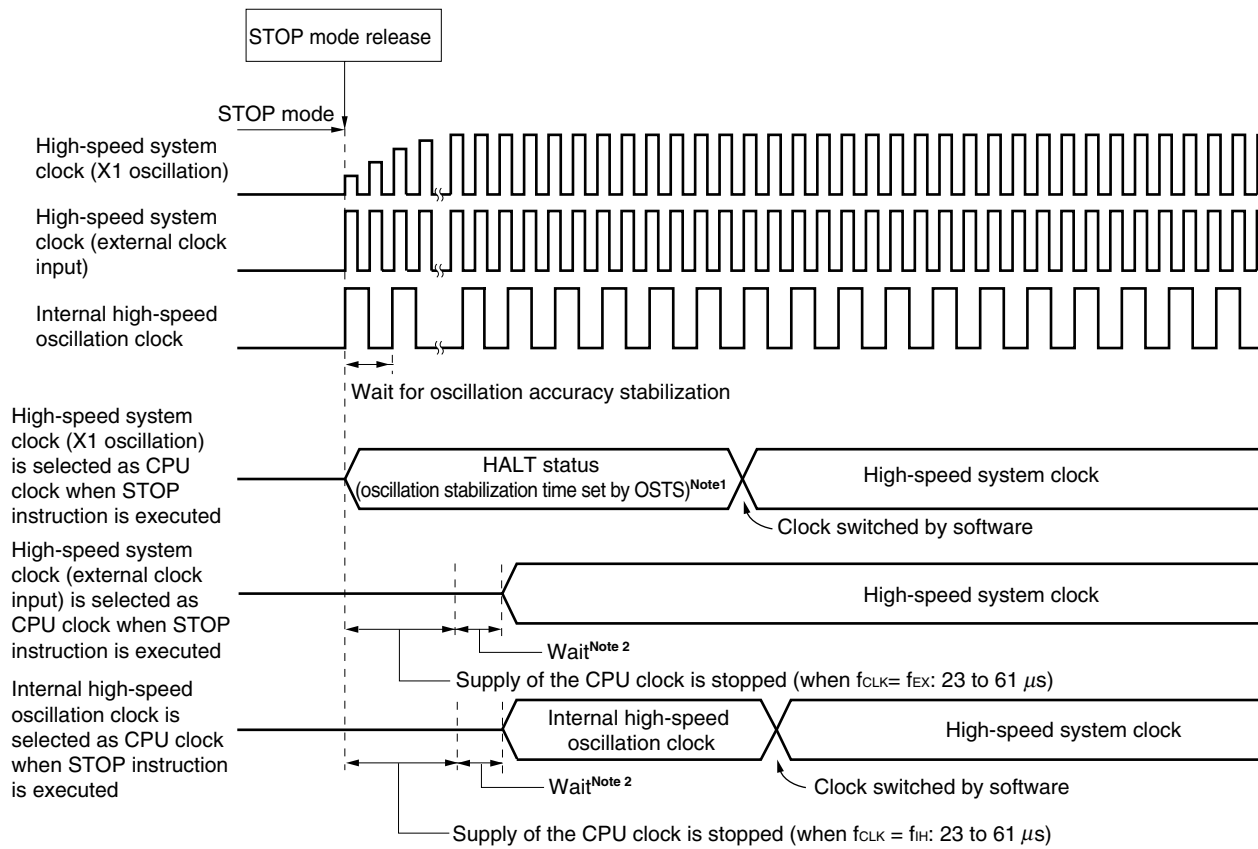 STOP mode release
STOP mode
High-speed system
clock (X1 oscillation)
High-speed system
clock (external clock
input)
Internal high-speed
oscillation clock
Wait for oscillation accuracy stabilization
High-speed system
clock (X1 oscillation)
is selected as CPU
clock when STOP
instruction is executed
HALT status
(oscillation stabilization time set by OSTS)Note1
High-speed system clock
Clock switched by software
High-speed system
clock (external clock
input) is selected as
CPU clock when STOP
instruction is executed
High-speed system clock
WaitNote 2
Supply of the CPU clock is stopped (when fCLK= fEX: 23 to 61 μs)
Internal high-speed
oscillation clock is
selected as CPU clock
when STOP instruction
is executed
Internal high-speed
oscillation clock
High-speed system clock
WaitNote 2
Clock switched by software
Supply of the CPU clock is stopped (when fCLK = fIH: 23 to 61 μs)